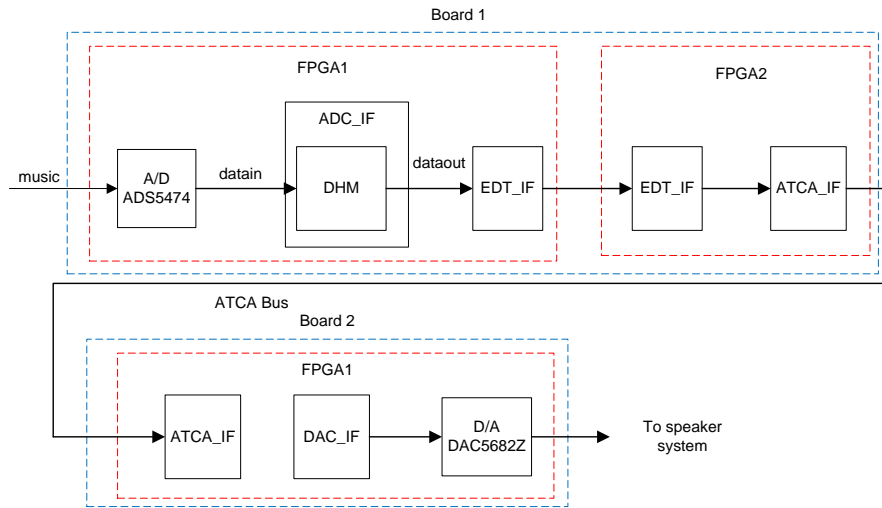 Board 1
FPGA1
FPGA2
ADC_IF
music
A/D
ADS5474
datain
DHM
dataout
EDT_IF
EDT_IF
ATCA_IF
ATCA Bus
Board 2
FPGA1
ATCA_IF
DAC_IF
D/A
DAC5682Z
To speaker
system